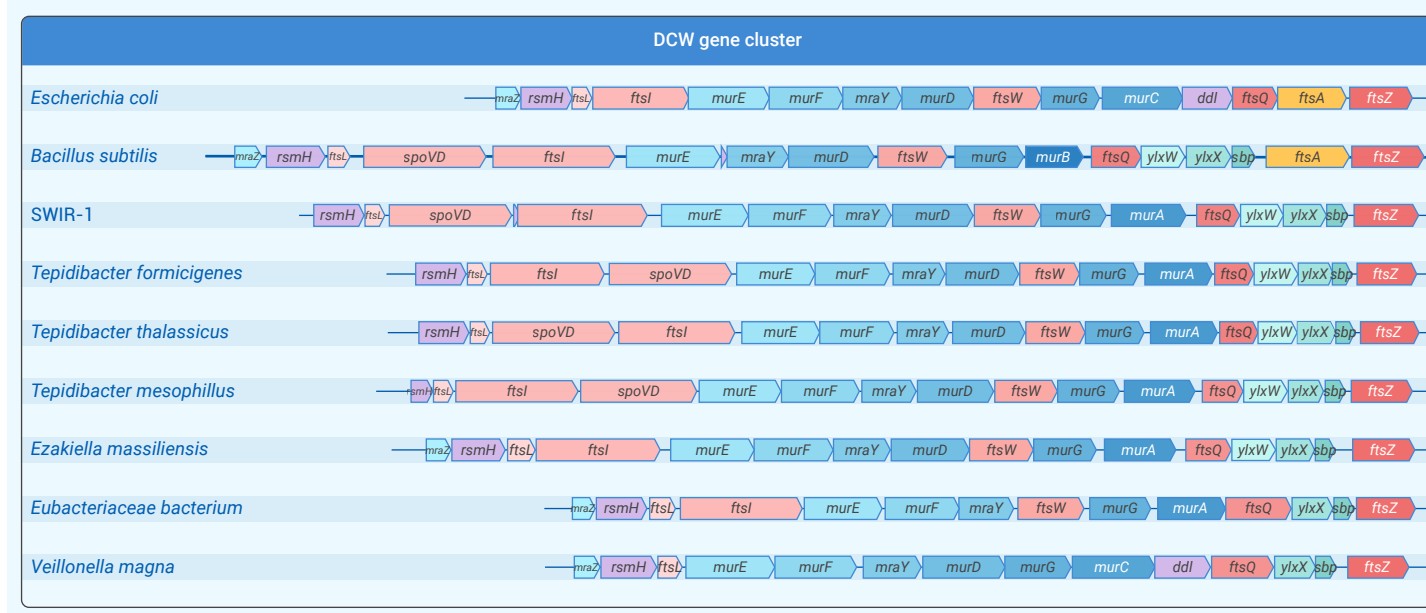 DCW gene cluster
Escherichia coli mraZ rsmH ftsL ftsI murE murF mraY murD ftsW murG murC ddl ftsQ ftsA ftsZ
Bacillus subtilis mraZ rsmH ftsL spoVD ftsI murE mraY murD ftsW murG murB ftsQ ylxW ylxX sbp ftsA ftsZ
SWIR-1 rsmH ftsL spoVD ftsI murE murF mraY murD ftsW murG murA ftsQ ylxW ylxX sbp ftsZ
Tepidibacter formicigenes rsmH ftsL ftsI spoVD murE murF mraY murD ftsW murG murA ftsQ ylxW ylxX sbp ftsZ
Tepidibacter thalassicus rsmH ftsL spoVD ftsI murE murF mraY murD ftsW murG murA ftsQ ylxW ylxX sbp ftsZ
Tepidibacter mesophillus rsmH ftsL ftsI spoVD murE murF mraY murD ftsW murG murA ftsQ ylxW ylxX sbp ftsZ
Ezakiella massiliensis mraZ rsmH ftsL ftsI murE murF mraY murD ftsW murG murA ftsQ ylxW ylxX sbp ftsZ
Eubacteriaceae bacterium mraZ rsmH ftsL ftsI murE murF mraY ftsW murG murA ftsQ ylxX sbp ftsZ
Veillonella magna mraZ rsmH ftsL murE murF mraY murD murG murC ddl ftsQ ylxX sbp ftsZ